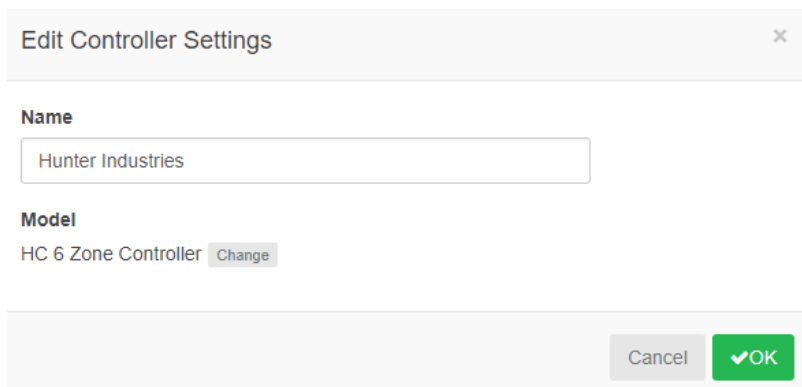 Edit Controller Settings ×
Name
Hunter Industries
Model
HC 6 Zone Controller Change
Cancel ✔OK